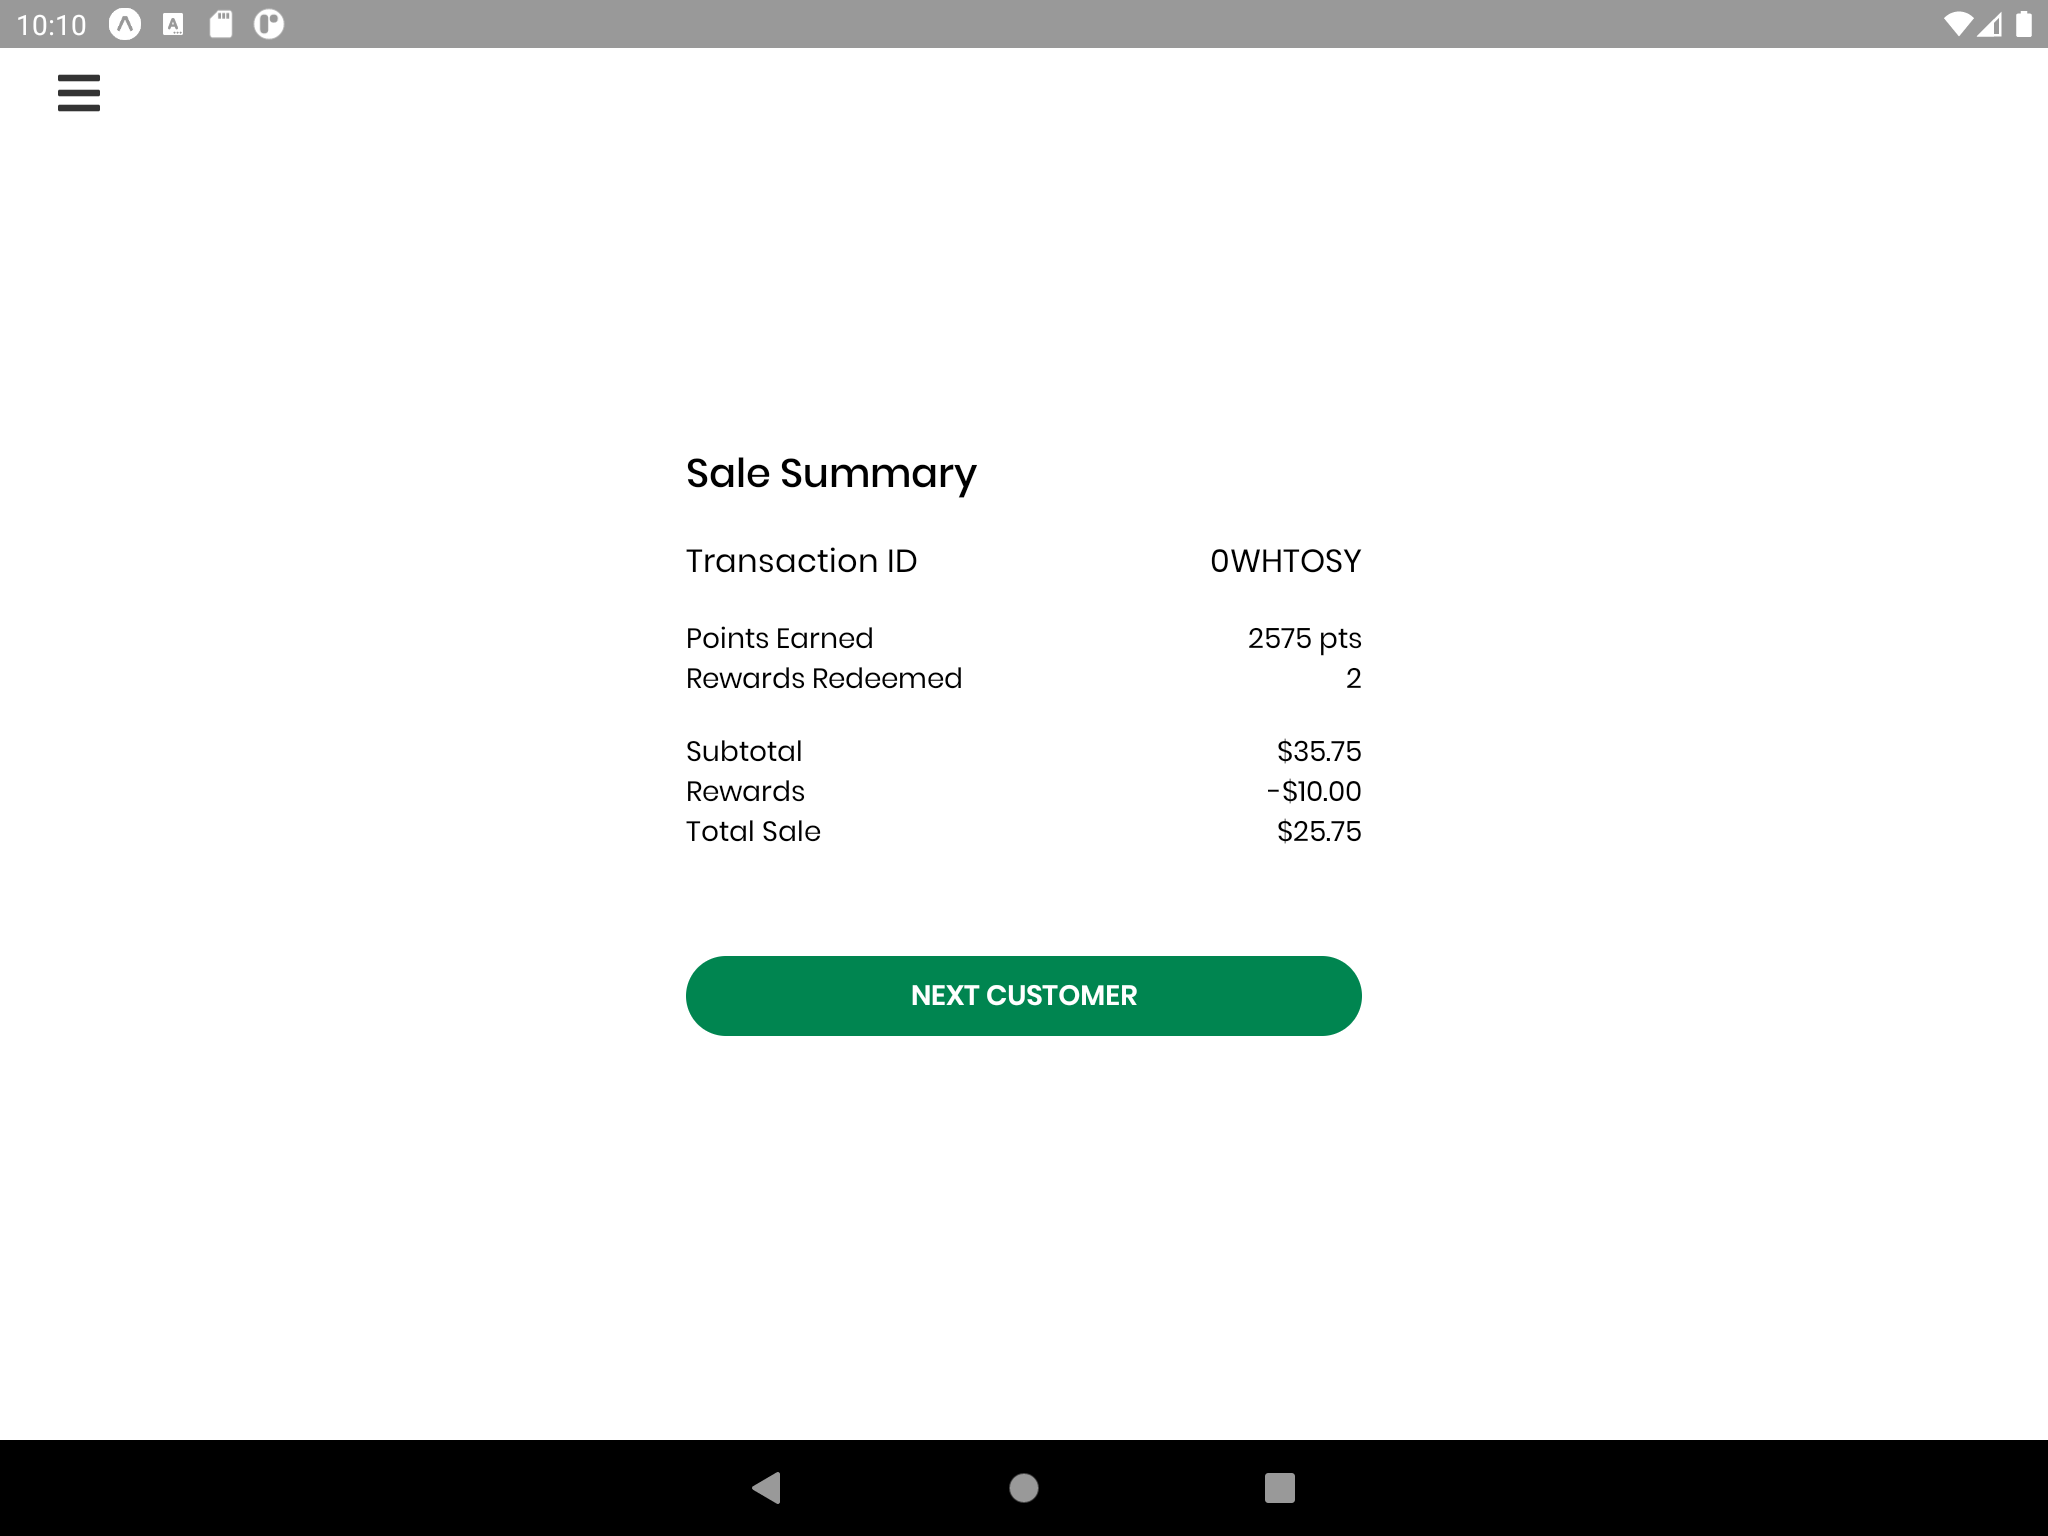 10:10
Sale Summary
Transaction ID 0WHTOSY
Points Earned 2575 pts
Rewards Redeemed 2
Subtotal $35.75
Rewards -$10.00
Total Sale $25.75
NEXT CUSTOMER